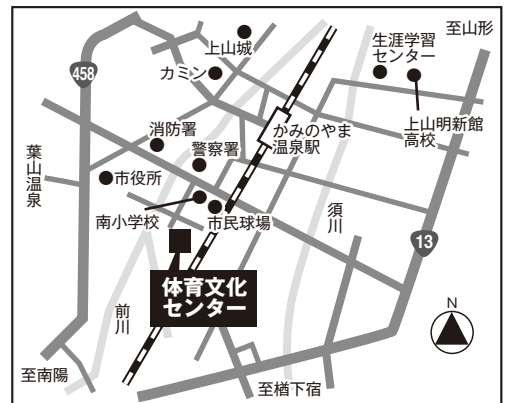 至山形
生涯学習
センター
上山城
カミン
458
上山明新館
高校
かみのやま
温泉駅
消防署
警察署
葉山温泉
市役所
南小学校
市民球場
須川
13
体育文化
センター
前川
N
至南陽
至楢下宿